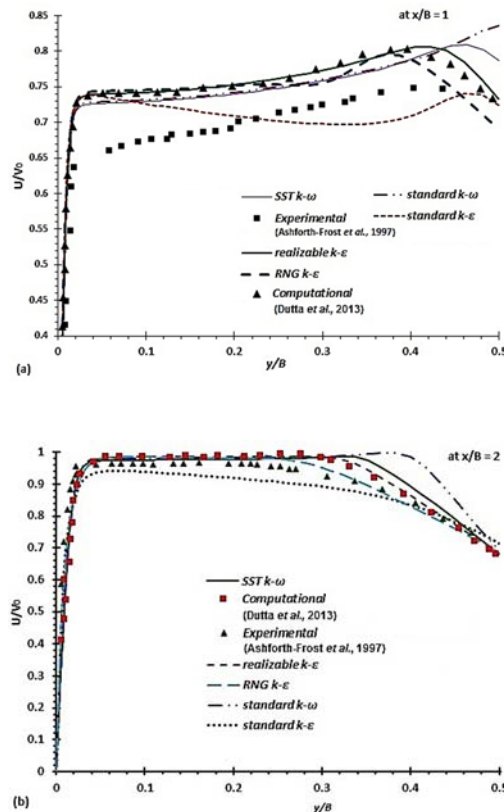 at x/B = 1
0.85
0.8
0.75
0.7
0.65
0.6
0.55
0.5
0.45
0.4
U/V0
0
0.1
0.2
0.3
0.4
0.5
y/B
SST k-ω
standard k-ω
Experimental
standard k-ε
(Ashforth-Frost et al., 1997)
realizable k-ε
RNG k-ε
Computational
(Dutta et al., 2013)
(a)
at x/B = 2
1
0.9
0.8
0.7
0.6
0.5
0.4
0.3
0.2
0.1
0
U/V0
0
0.1
0.2
0.3
0.4
0.5
y/B
SST k-ω
Computational
(Dutta et al., 2013)
Experimental
(Ashforth-Frost et al., 1997)
realizable k-ε
RNG k-ε
standard k-ω
standard k-ε
(b)